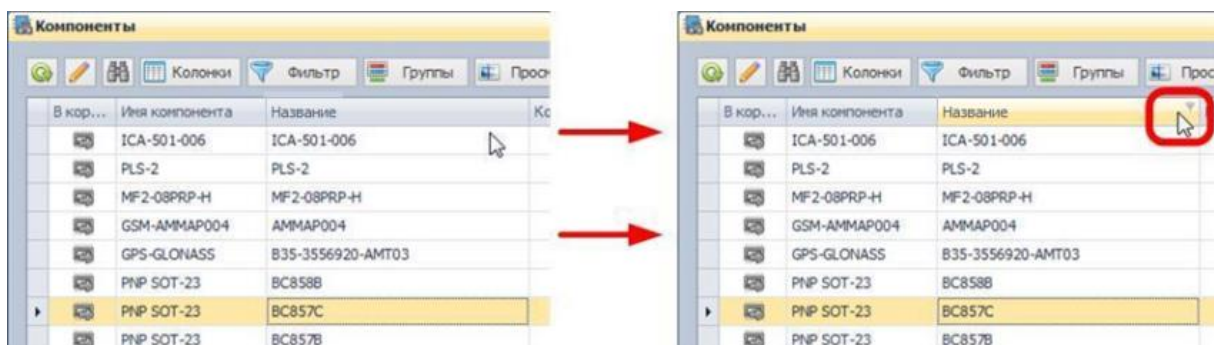 Компоненты
Колонки Фильтр Группы
В кор... Имя компонента Название
ICA-501-006 ICA-501-006
PLS-2 PLS-2
MF2-08PRP-H MF2-08PRP-H
GSM-AMMAP004 AMMAP004
GPS-GLONASS B35-3556920-AMT03
PNP SOT-23 BC858B
PNP SOT-23 BC857C
PNP SOT-23 BC857B
Компоненты
Колонки Фильтр Группы
В кор... Имя компонента Название
ICA-501-006 ICA-501-006
PLS-2 PLS-2
MF2-08PRP-H MF2-08PRP-H
GSM-AMMAP004 AMMAP004
GPS-GLONASS B35-3556920-AMT03
PNP SOT-23 BC858B
PNP SOT-23 BC857C
PNP SOT-23 BC857B